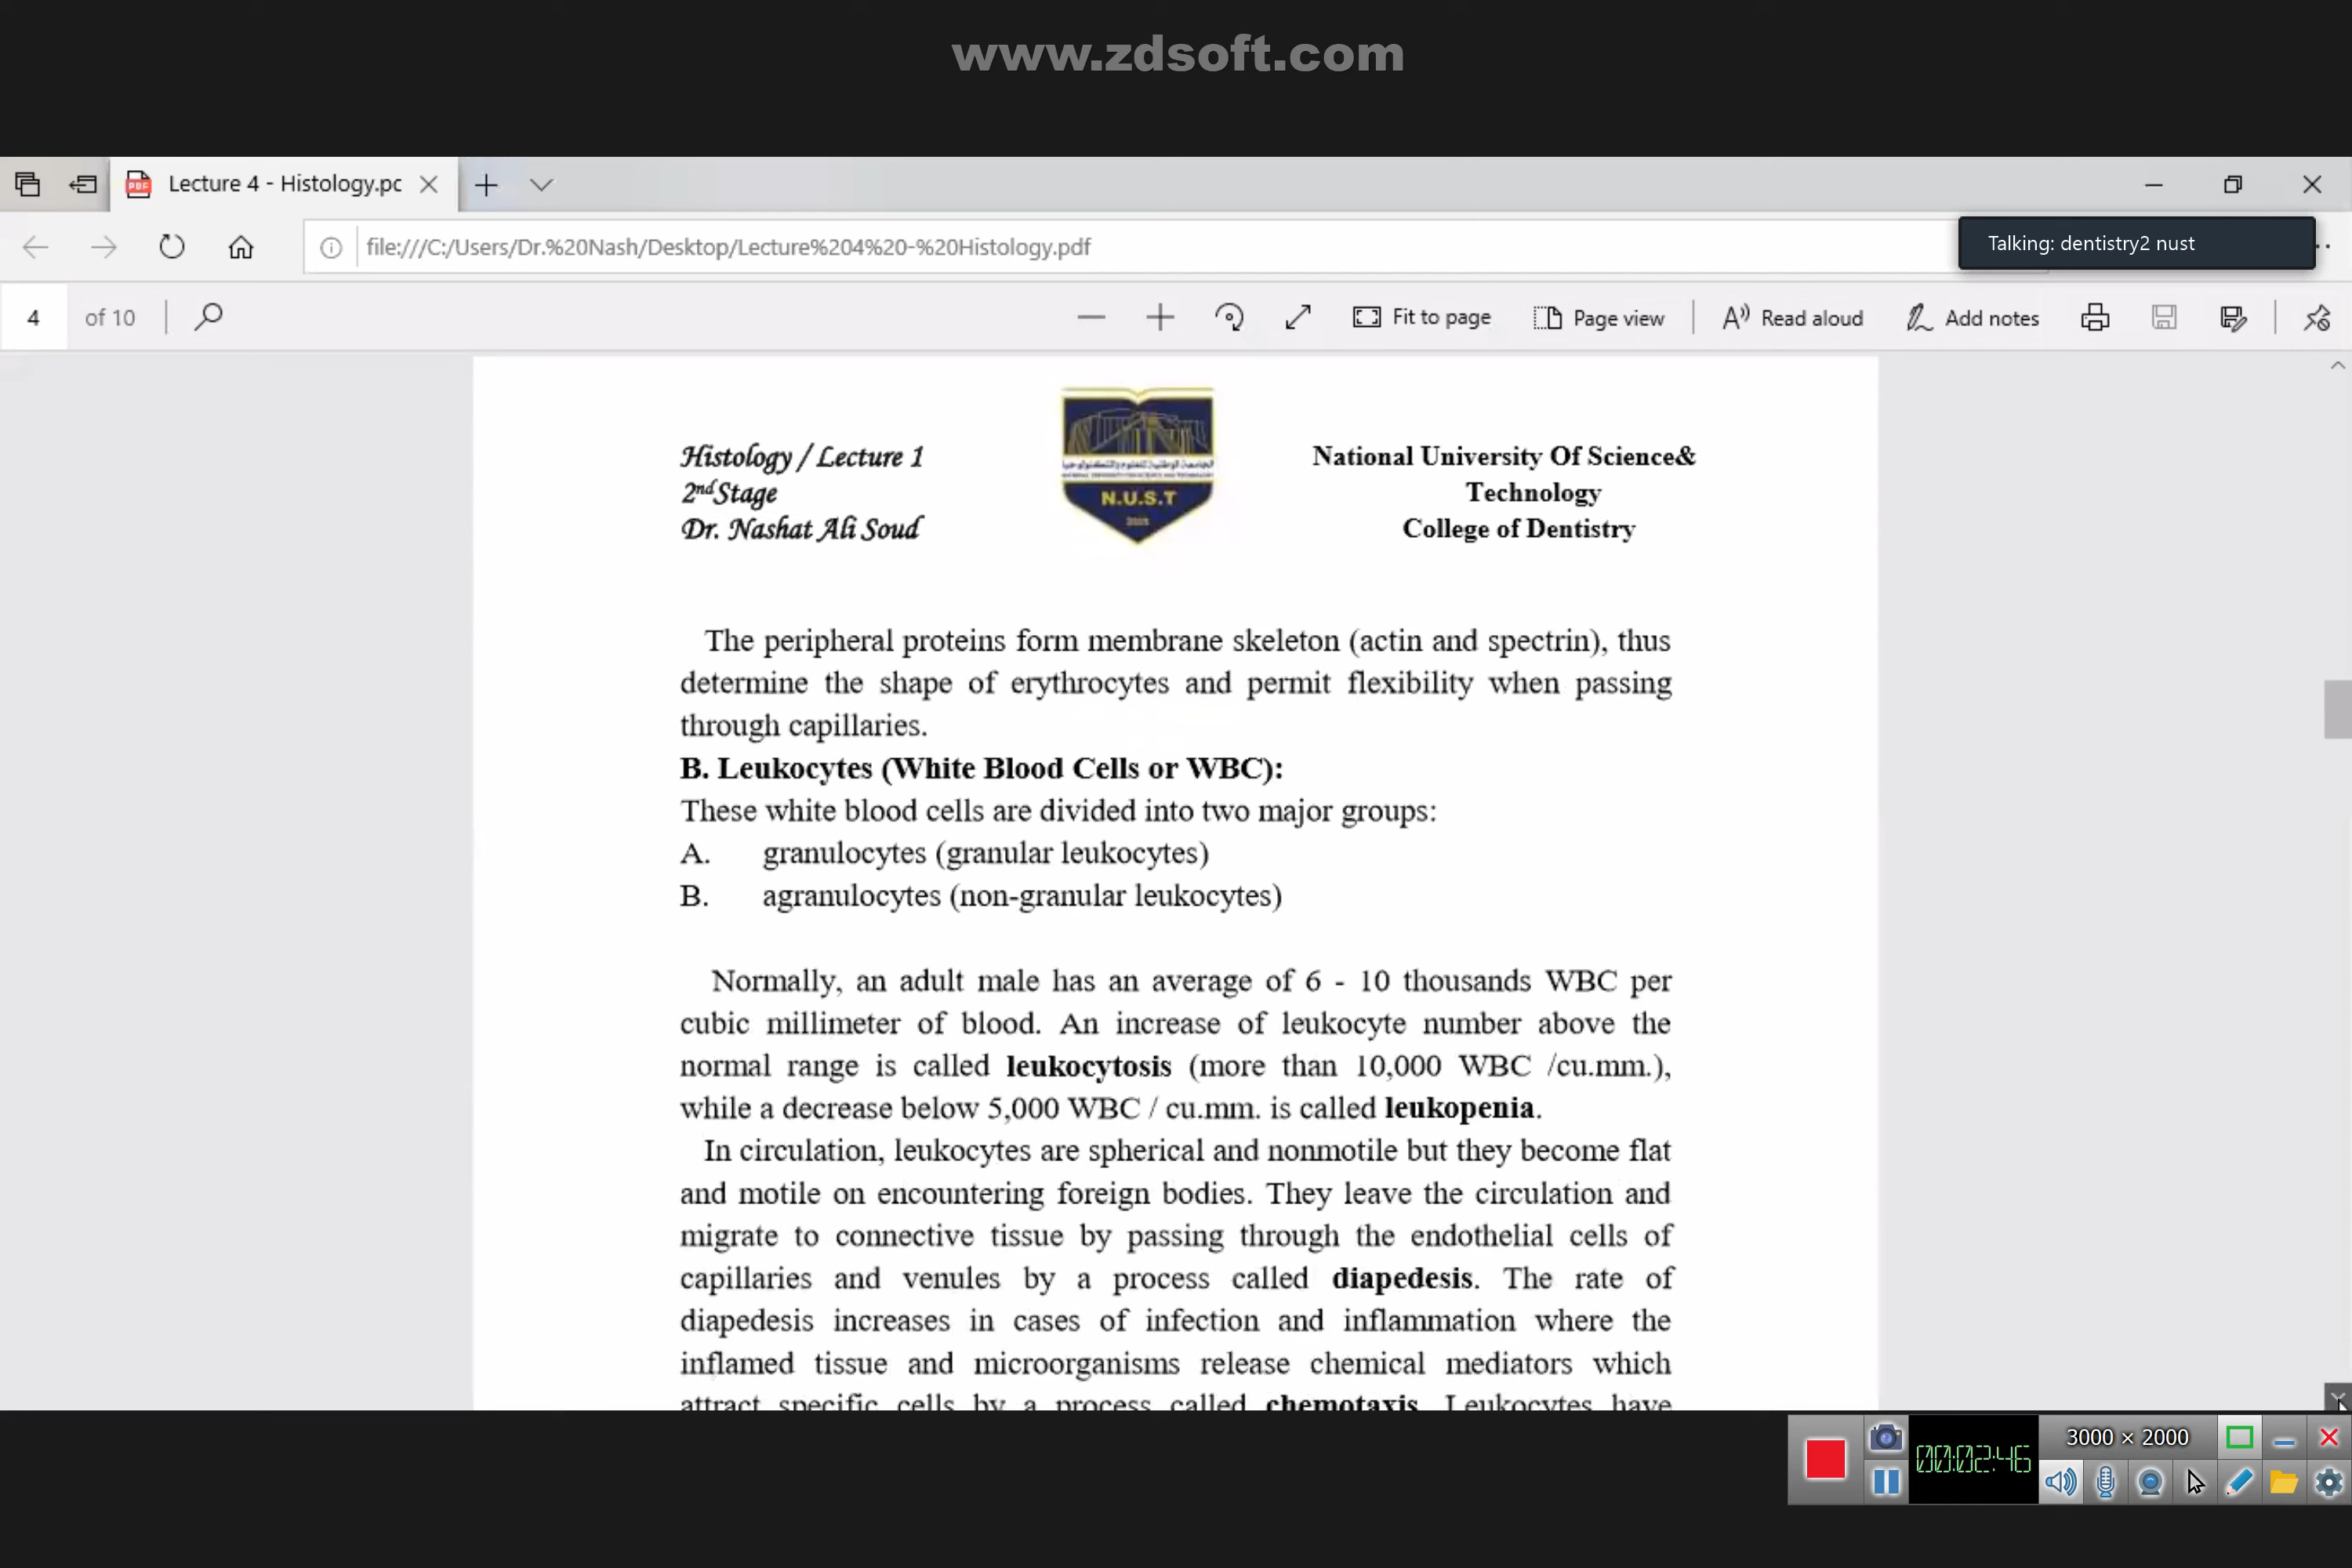 www.zdsoft.com
Lecture 4 - Histology.pc
file:///C:/Users/Dr.%20Nash/Desktop/Lecture%204%20-%20Histology.pdf
Talking: dentistry2 nust
4 of 10
Fit to page
Page view
Read aloud
Add notes
Histology / Lecture 1
2nd Stage
Dr. Nashat Ali Soud
N.U.S.T
National University Of Science&
Technology
College of Dentistry
The peripheral proteins form membrane skeleton (actin and spectrin), thus
determine the shape of erythrocytes and permit flexibility when passing
through capillaries.
B. Leukocytes (White Blood Cells or WBC):
These white blood cells are divided into two major groups:
A. granulocytes (granular leukocytes)
B. agranulocytes (non-granular leukocytes)
Normally, an adult male has an average of 6 - 10 thousands WBC per
cubic millimeter of blood. An increase of leukocyte number above the
normal range is called leukocytosis (more than 10,000 WBC /cu.mm.),
while a decrease below 5,000 WBC / cu.mm. is called leukopenia.
In circulation, leukocytes are spherical and nonmotile but they become flat
and motile on encountering foreign bodies. They leave the circulation and
migrate to connective tissue by passing through the endothelial cells of
capillaries and venules by a process called diapedesis. The rate of
diapedesis increases in cases of infection and inflammation where the
inflamed tissue and microorganisms release chemical mediators which
attract specific cells by a process called chemotaxis. Leukocytes have
00:02:46
3000 × 2000